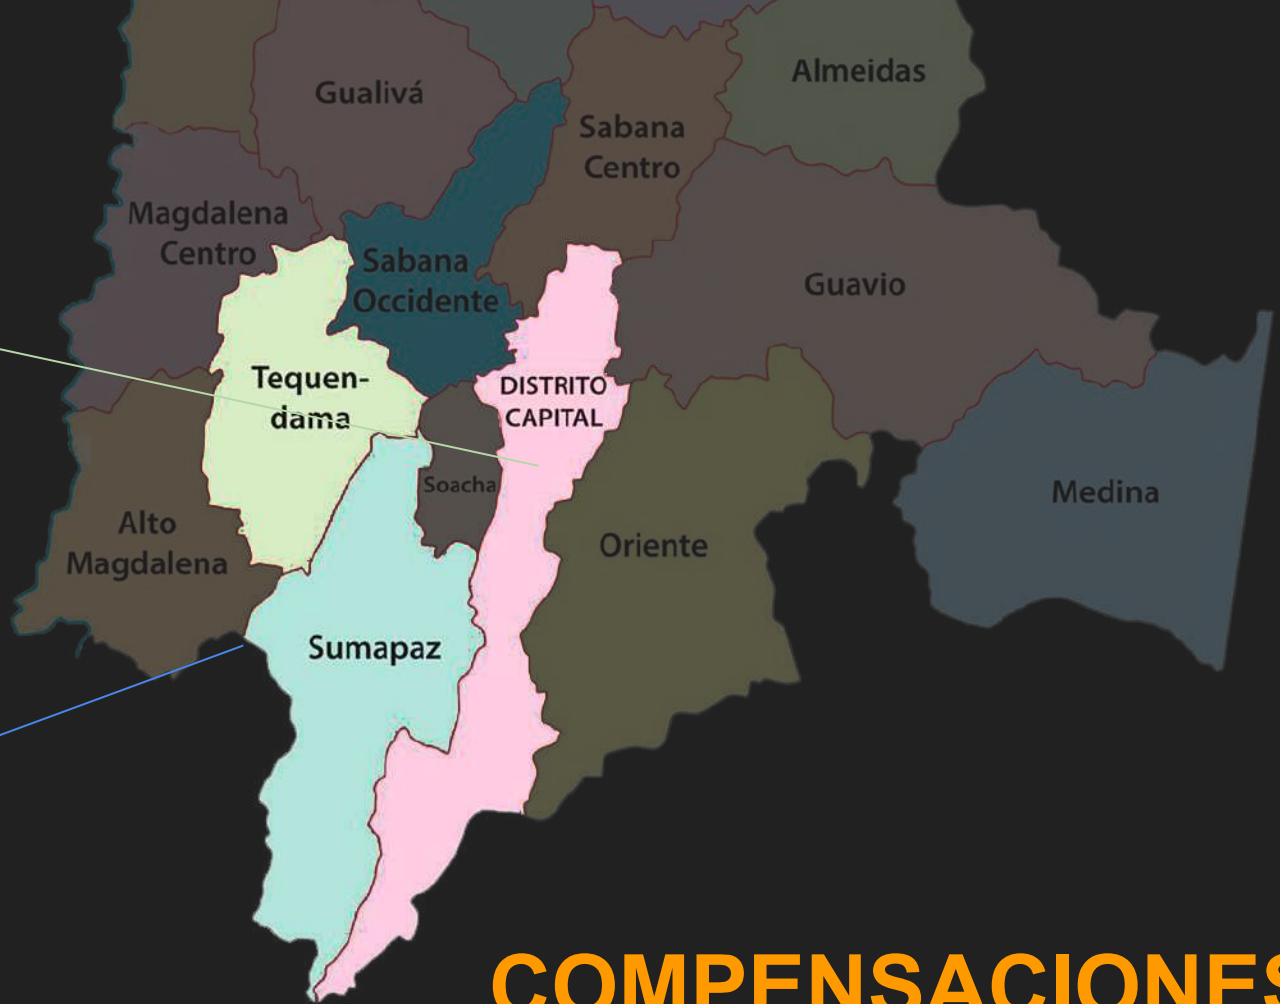 Almeidas
Gualivá
Sabana
Centro
Magdalena
Centro
Sabana
Occidente
Guavio
Tequen-
dama
DISTRITO
CAPITAL
Soacha
Medina
Alto
Magdalena
Oriente
Sumapaz
COMPENSACIONES